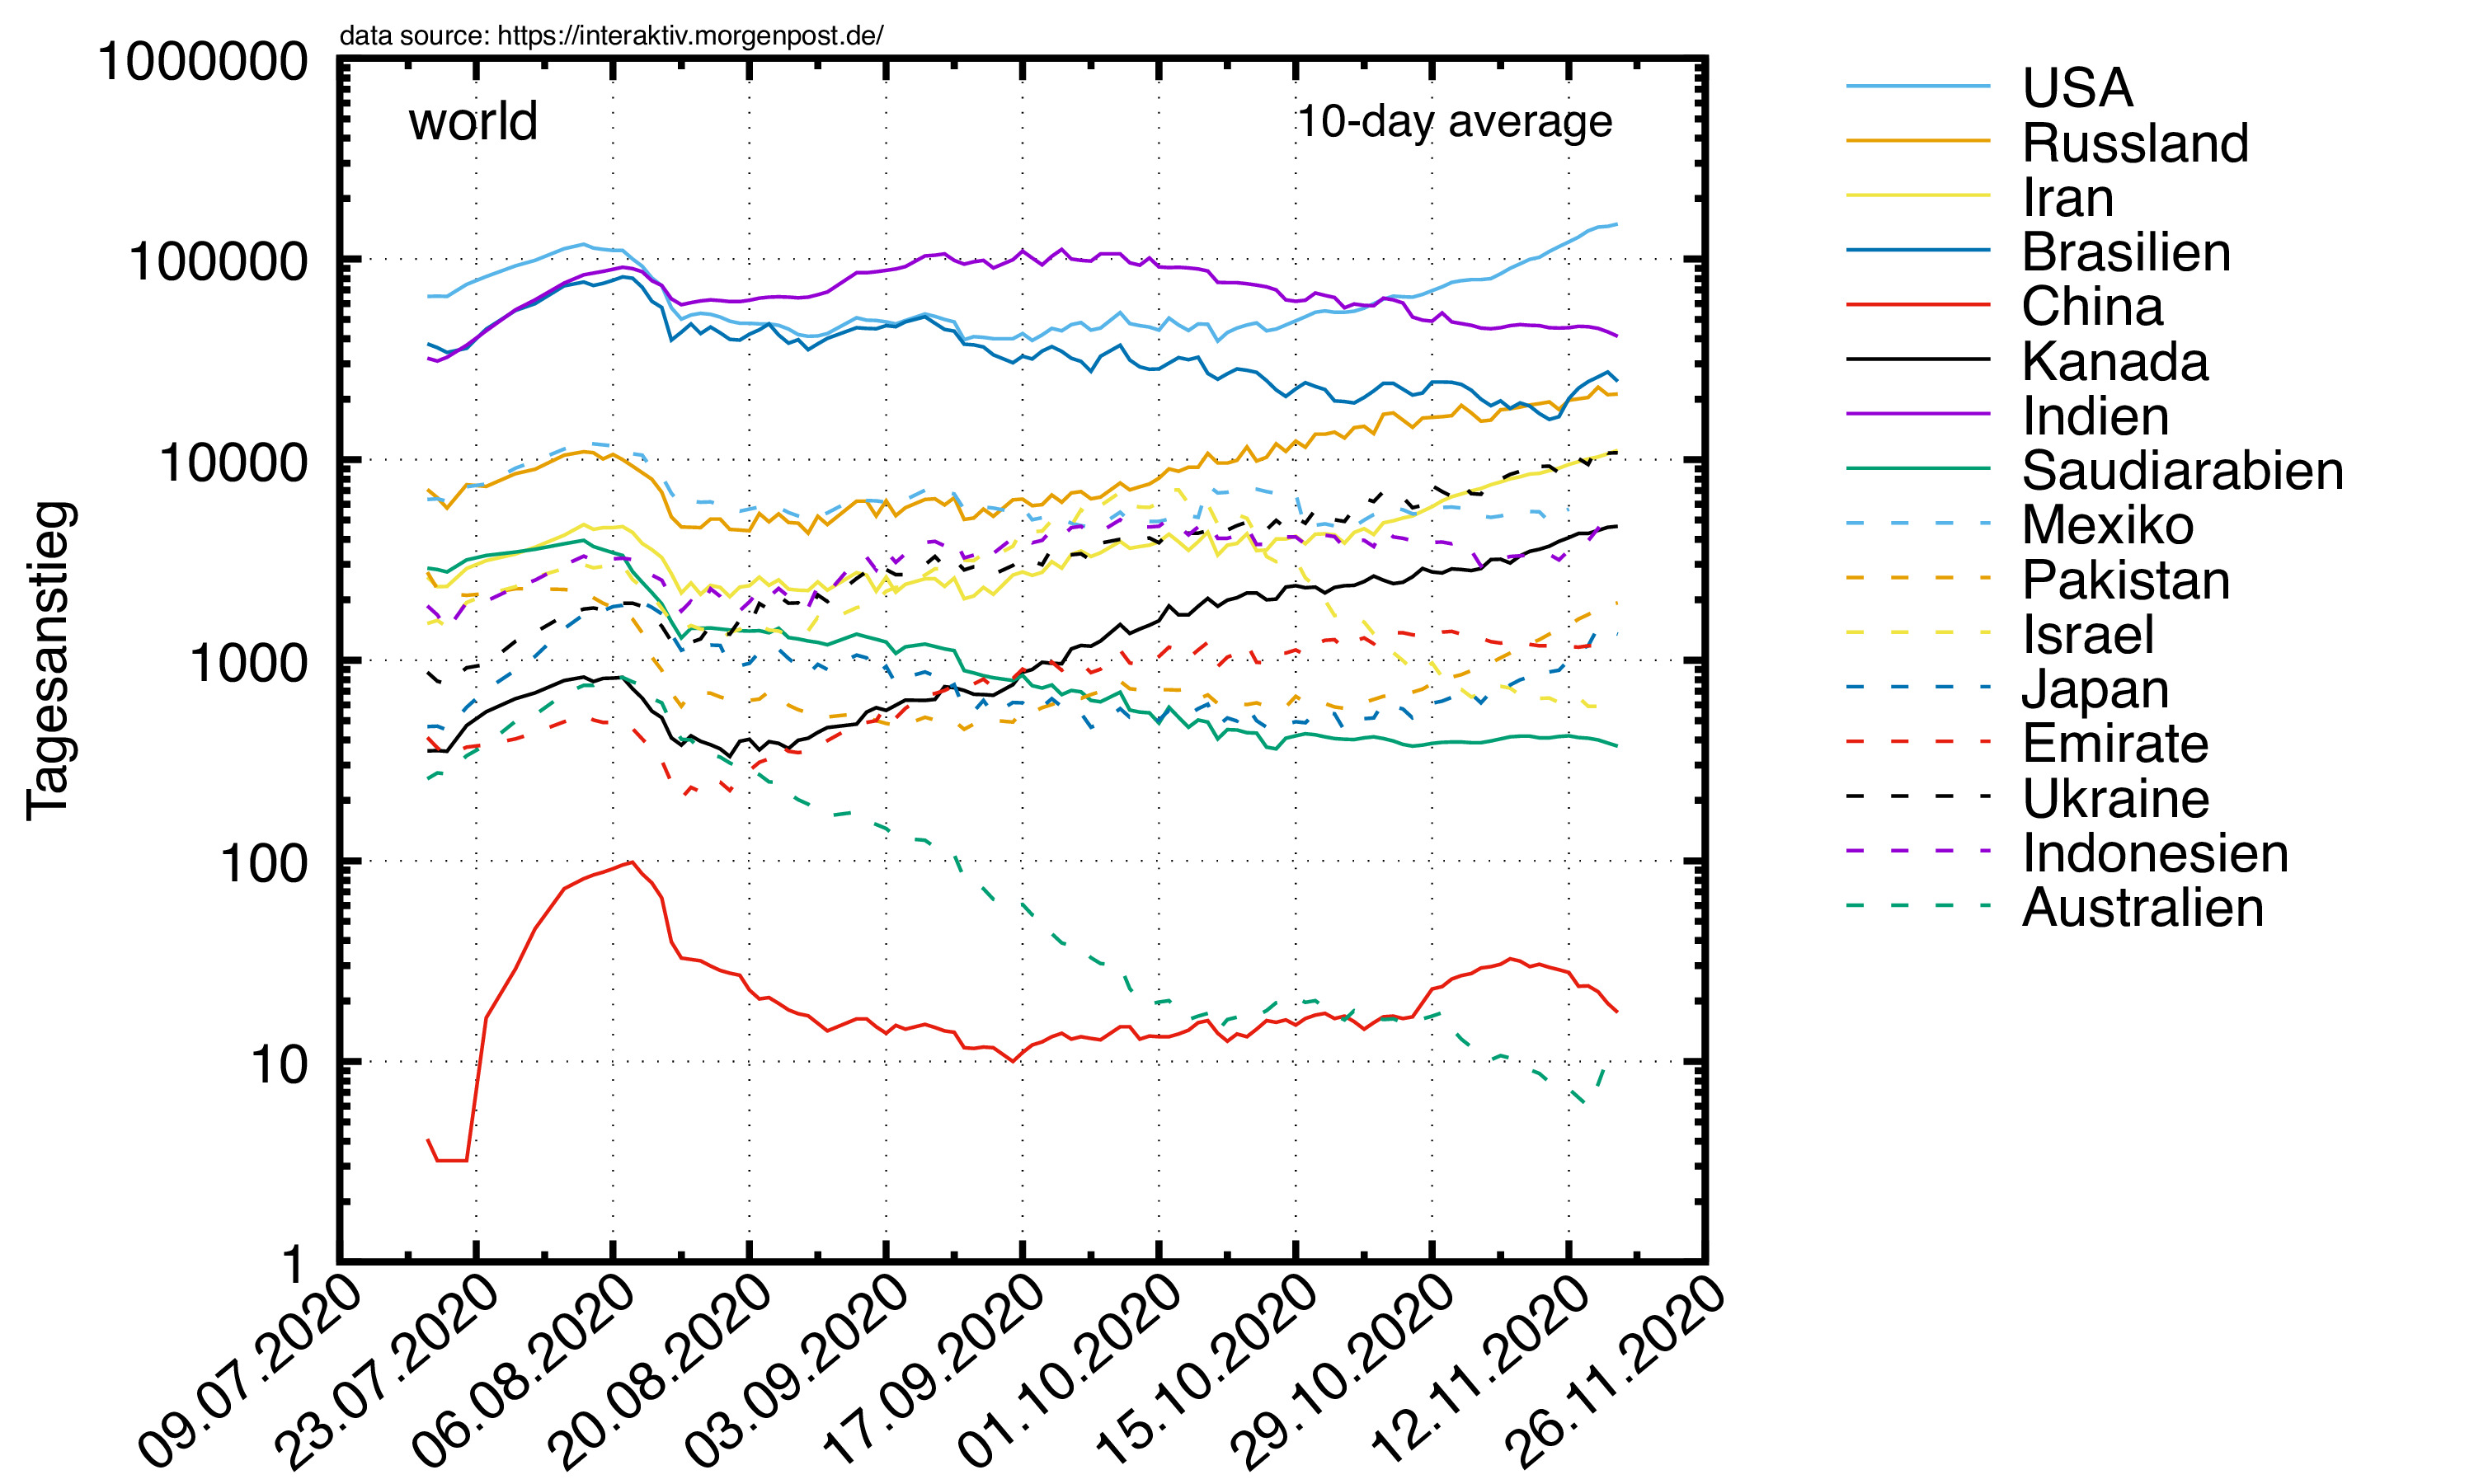 data source: https://interaktiv.morgenpost.de/
world
10-day average
Tagesanstieg
1000000
100000
10000
1000
100
10
1
09.07.2020
23.07.2020
06.08.2020
20.08.2020
03.09.2020
17.09.2020
01.10.2020
15.10.2020
29.10.2020
12.11.2020
26.11.2020
USA
Russland
Iran
Brasilien
China
Kanada
Indien
Saudiarabien
Mexiko
Pakistan
Israel
Japan
Emirate
Ukraine
Indonesien
Australien